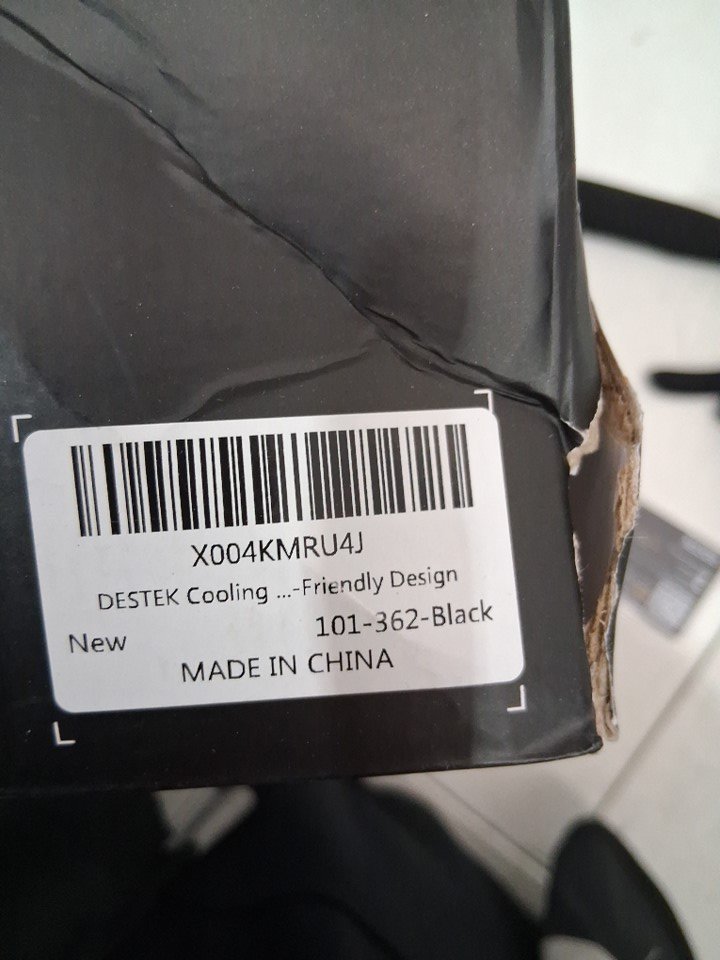 X004KMRU4J
DESTEK Cooling ...-Friendly Design
New
101-362-Black
MADE IN CHINA